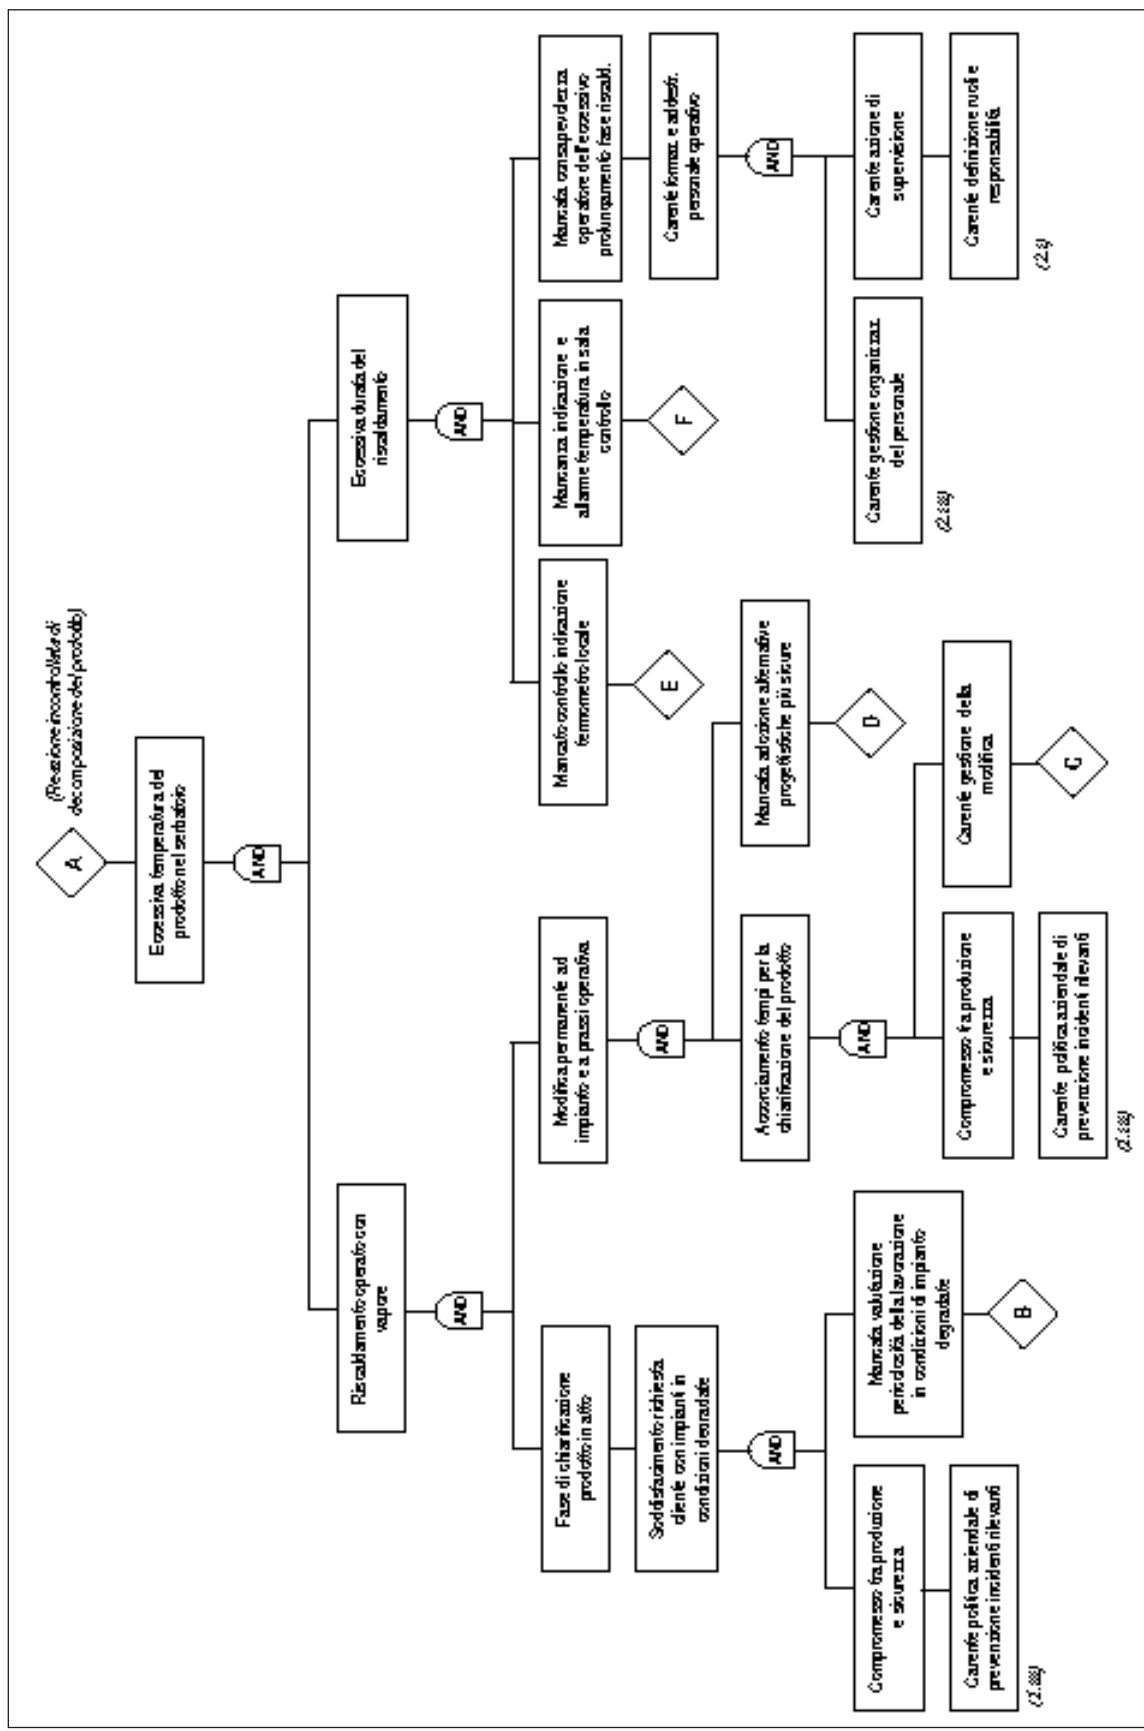 A
(Reazione incontrollata di
decomposizione del prodotto)
Eccessiva temperatura del
prodotto nel serbatoio
AND
Riscaldamento operato con
vapore
AND
Eccessiva durata del
riscaldamento
AND
Fase di chiarificazione
prodotto in atto
Soddisfacimento richiesta
cliente con impianti in
condizioni degradate
AND
Compromesso fra produzione
e sicurezza
Carente politica aziendale di
prevenzione incidenti rilevanti
Mancata valutazione
pericolosità della lavorazione
in condizioni di impianto
degradate
B
Modifica permanente ad
impianto e a prassi operativa
AND
Accorciamento tempi per la
chiarificazione del prodotto
AND
Compromesso fra produzione
e sicurezza
Carente politica aziendale di
prevenzione incidenti rilevanti
Carente gestione della
modifica
C
Mancata adozione alternative
progettistiche più sicure
D
Mancato controllo indicazione
termometro locale
E
Mancanza indicazione e
allarme temperatura in sala
controllo
F
Mancata consapevolezza
operatore dell'eccessivo
prolungamento fase riscald.
Carente formaz. e addestr.
personale operativo
AND
Carente gestione organizzaz.
del personale
Carente azione di
supervisione
Carente definizione ruoli e
responsabilità